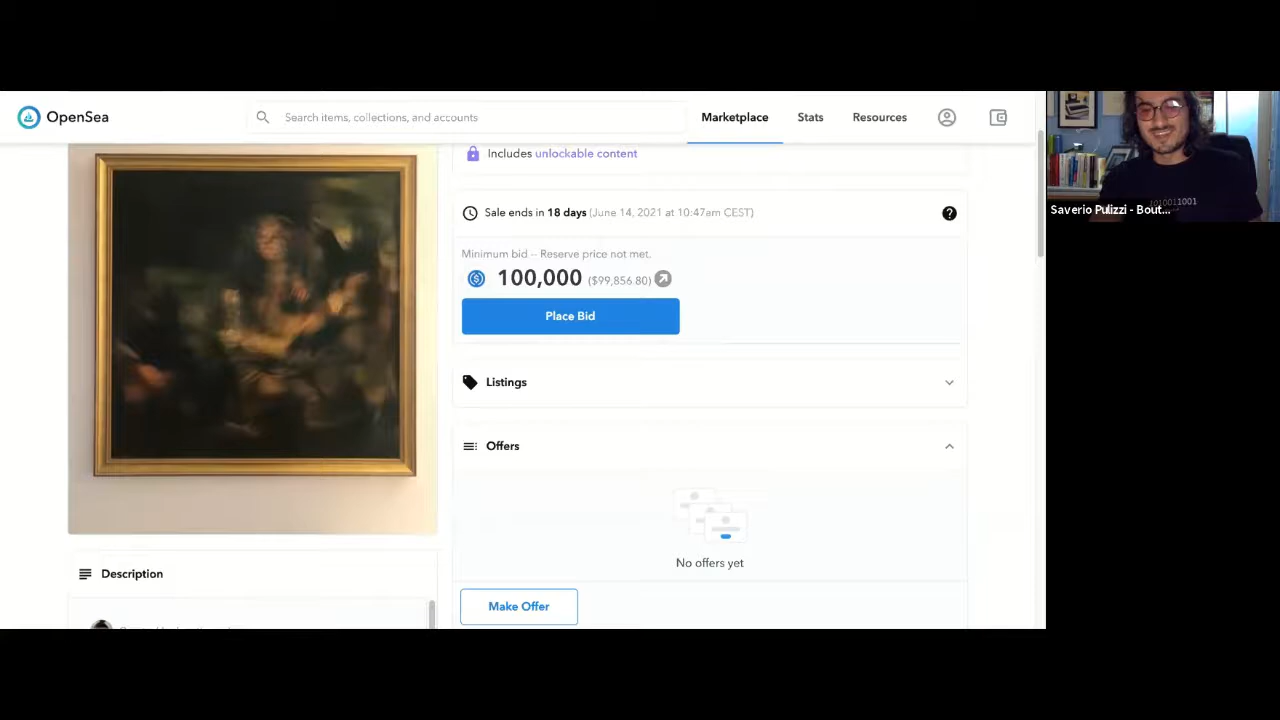 OpenSea
Search items, collections, and accounts
Marketplace
Stats
Resources
Includes unlockable content
Sale ends in 18 days (June 14, 2021 at 10:47am CEST)
Minimum bid -- Reserve price not met.
100,000 ($99,856.80)
Place Bid
Listings
Offers
No offers yet
Make Offer
Description
Saverio Pulizzi - Bout...
1010011001